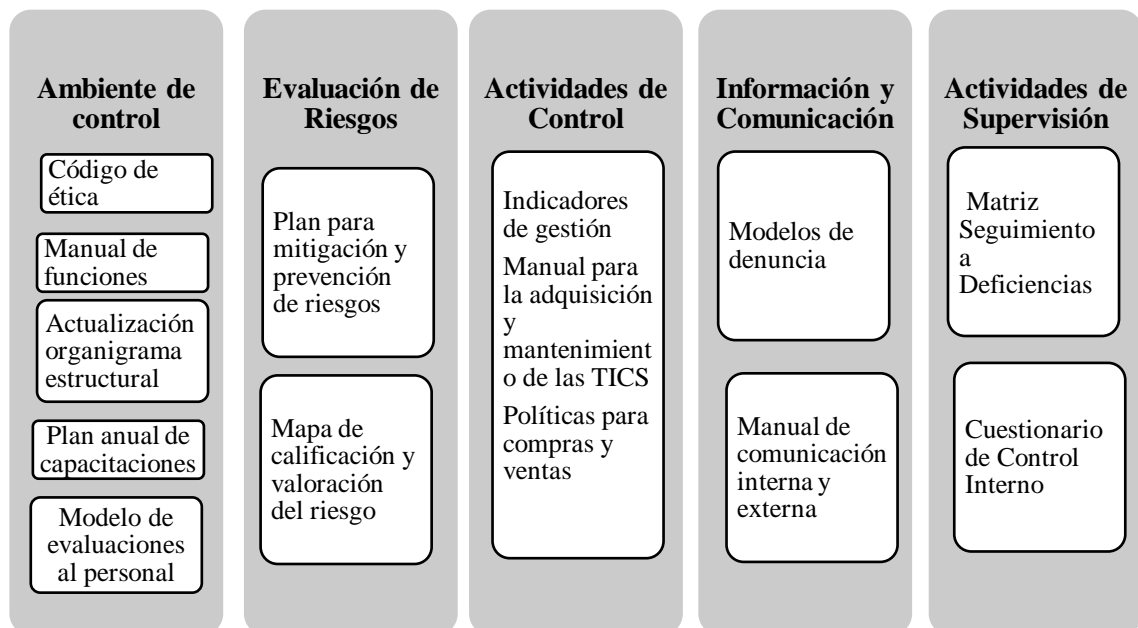 Ambiente de
control
Código de
ética
Manual de
funciones
Actualización
organigrama
estructural
Plan anual de
capacitaciones
Modelo de
evaluaciones
al personal
Evaluación de
Riesgos
Plan para
mitigación y
prevención
de riesgos
Mapa de
calificación y
valoración
del riesgo
Actividades de
Control
Indicadores
de gestión
Manual para
la adquisición
y
mantenimient
o de las TICS
Políticas para
compras y
ventas
Información y
Comunicación
Modelos de
denuncia
Manual de
comunicación
interna y
externa
Actividades de
Supervisión
Matriz
Seguimiento
a
Deficiencias
Cuestionario
de Control
Interno